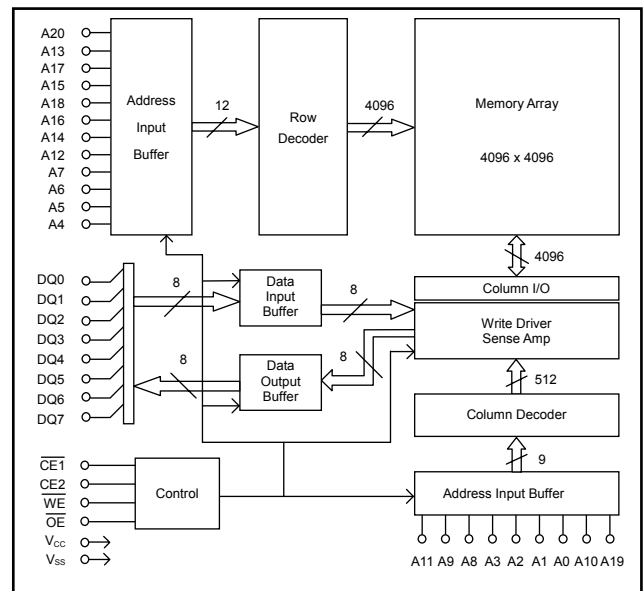 A20
A13
A17
A15
A18
A16
A14
A12
A7
A6
A5
A4
Address
Input
Buffer
12
Row
Decoder
4096
Memory Array
4096 x 4096
4096
DQ0
DQ1
DQ2
DQ3
DQ4
DQ5
DQ6
DQ7
8
Data
Input
Buffer
8
Column I/O
Write Driver
Sense Amp
8
Data
Output
Buffer
8
512
Column Decoder
9
CE1
CE2
WE
OE
VCC
VSS
Control
Address Input Buffer
A11 A9 A8 A3 A2 A1 A0 A10 A19